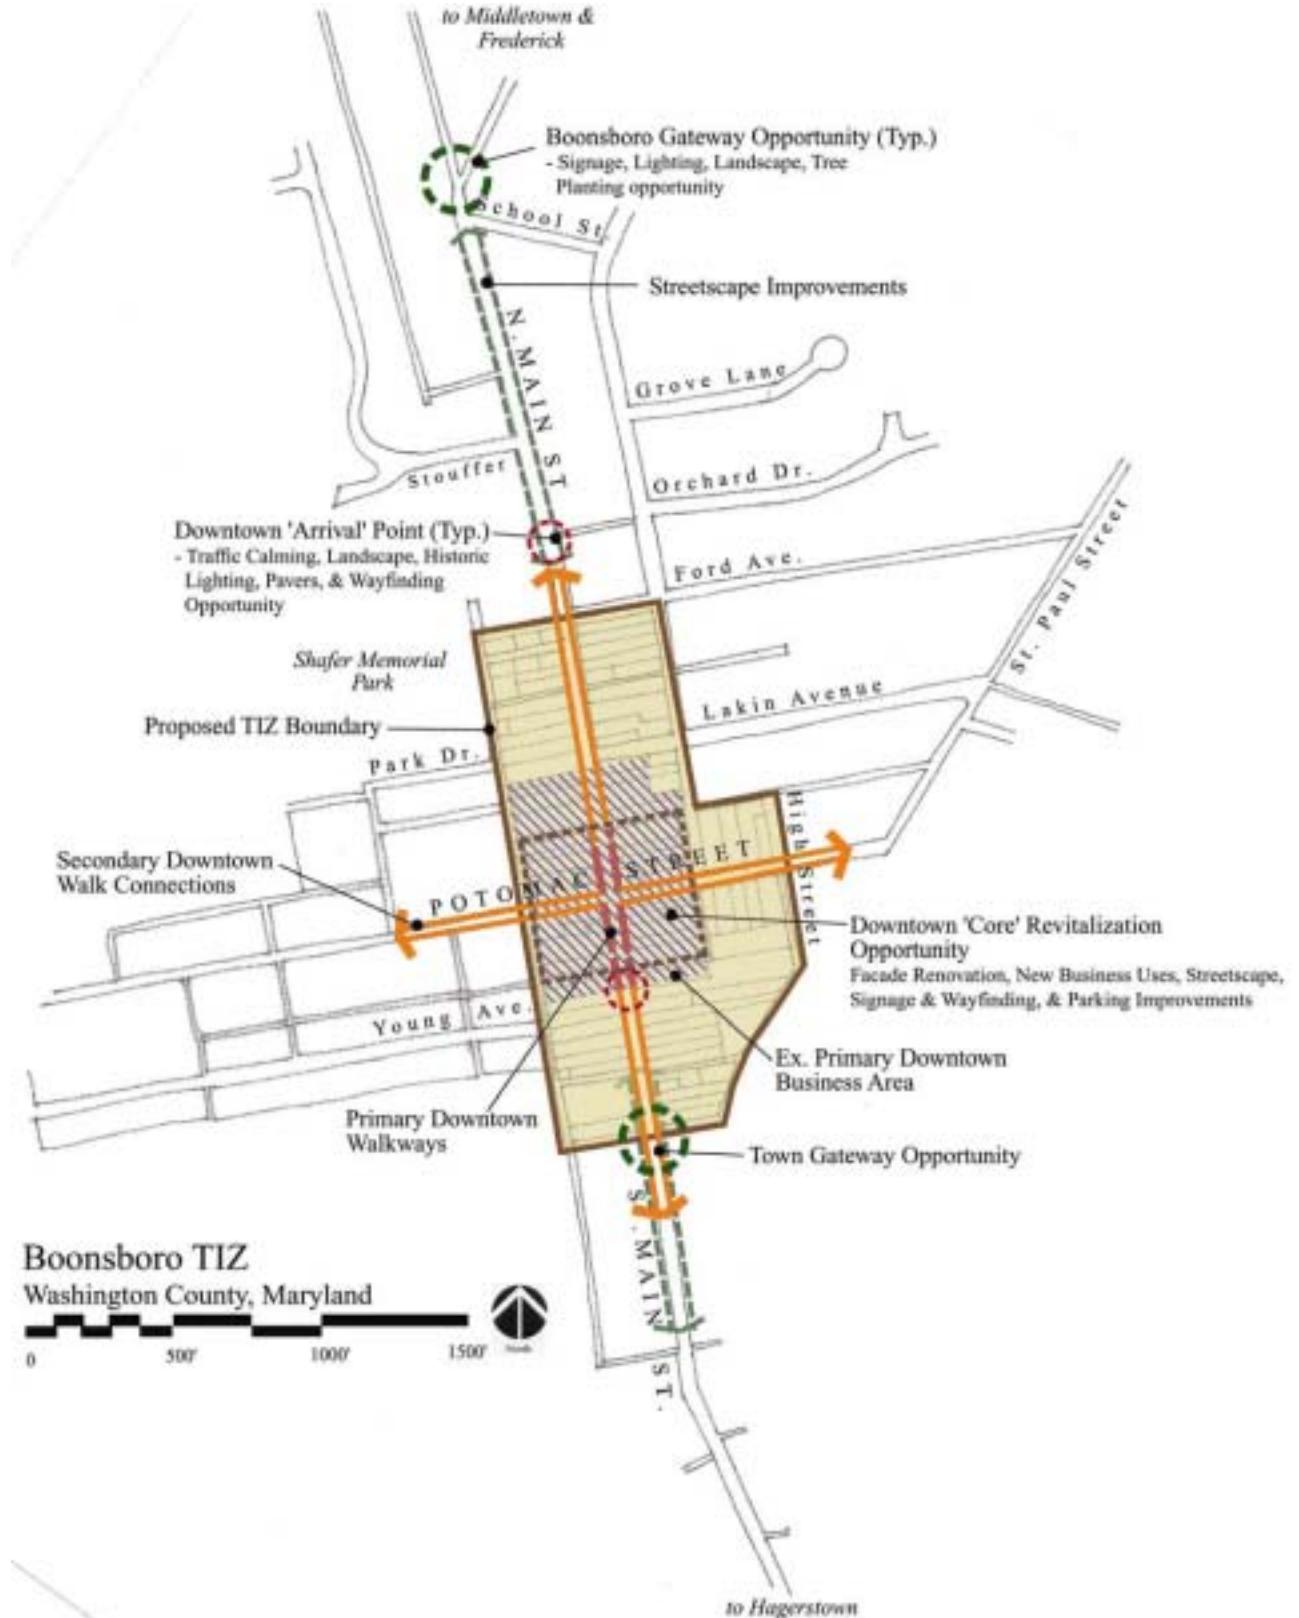 to Middletown &
Frederick
Boonsboro Gateway Opportunity (Typ.)
- Signage, Lighting, Landscape, Tree
Planting opportunity
School St.
Streetscape Improvements
N. MAIN ST
Grove Lane
Stouffer
Orchard Dr.
Downtown 'Arrival' Point (Typ.)
- Traffic Calming, Landscape, Historic
Lighting, Pavers, & Wayfinding
Opportunity
Ford Ave.
St. Paul Street
Shafer Memorial
Park
Lakin Avenue
Proposed TIZ Boundary
Park Dr.
High Street
Secondary Downtown
Walk Connections
POTOMAC STREET
Downtown 'Core' Revitalization
Opportunity
Facade Renovation, New Business Uses, Streetscape,
Signage & Wayfinding, & Parking Improvements
Young Ave.
Ex. Primary Downtown
Business Area
Primary Downtown
Walkways
Town Gateway Opportunity
S. MAIN ST.
Boonsboro TIZ
Washington County, Maryland
0 500' 1000' 1500'
North
to Hagerstown